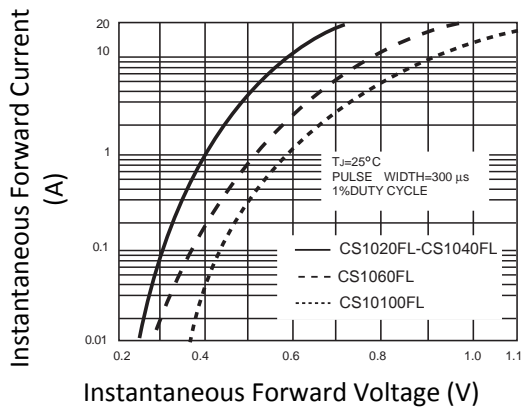 Instantaneous Forward Current
(A)
20
10
1
0.1
0.01
TJ=25°C
PULSE WIDTH=300 µs
1%DUTY CYCLE
CS1020FL-CS1040FL
CS1060FL
CS10100FL
0.2 0.4 0.6 0.8 1.0 1.1
Instantaneous Forward Voltage (V)